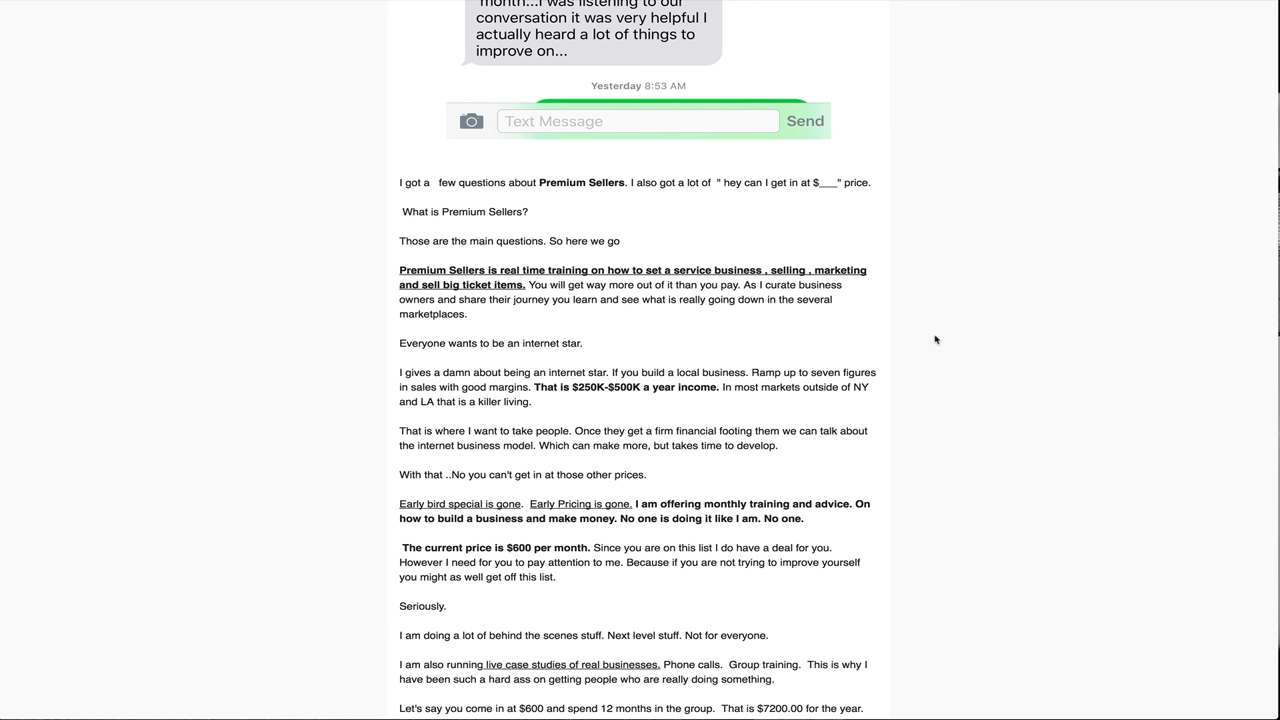 month...I was listening to our
conversation it was very helpful I
actually heard a lot of things to
improve on...
Yesterday 8:53 AM
Text Message Send
I got a few questions about Premium Sellers. I also got a lot of " hey can I get in at $___" price.
What is Premium Sellers?
Those are the main questions. So here we go
Premium Sellers is real time training on how to set a service business , selling , marketing
and sell big ticket items. You will get way more out of it than you pay. As I curate business
owners and share their journey you learn and see what is really going down in the several
marketplaces.
Everyone wants to be an internet star.
I gives a damn about being an internet star. If you build a local business. Ramp up to seven figures
in sales with good margins. That is $250K-$500K a year income. In most markets outside of NY
and LA that is a killer living.
That is where I want to take people. Once they get a firm financial footing them we can talk about
the internet business model. Which can make more, but takes time to develop.
With that ..No you can't get in at those other prices.
Early bird special is gone. Early Pricing is gone. I am offering monthly training and advice. On
how to build a business and make money. No one is doing it like I am. No one.
The current price is $600 per month. Since you are on this list I do have a deal for you.
However I need for you to pay attention to me. Because if you are not trying to improve yourself
you might as well get off this list.
Seriously.
I am doing a lot of behind the scenes stuff. Next level stuff. Not for everyone.
I am also running live case studies of real businesses. Phone calls. Group training. This is why I
have been such a hard ass on getting people who are really doing something.
Let's say you come in at $600 and spend 12 months in the group. That is $7200.00 for the year.